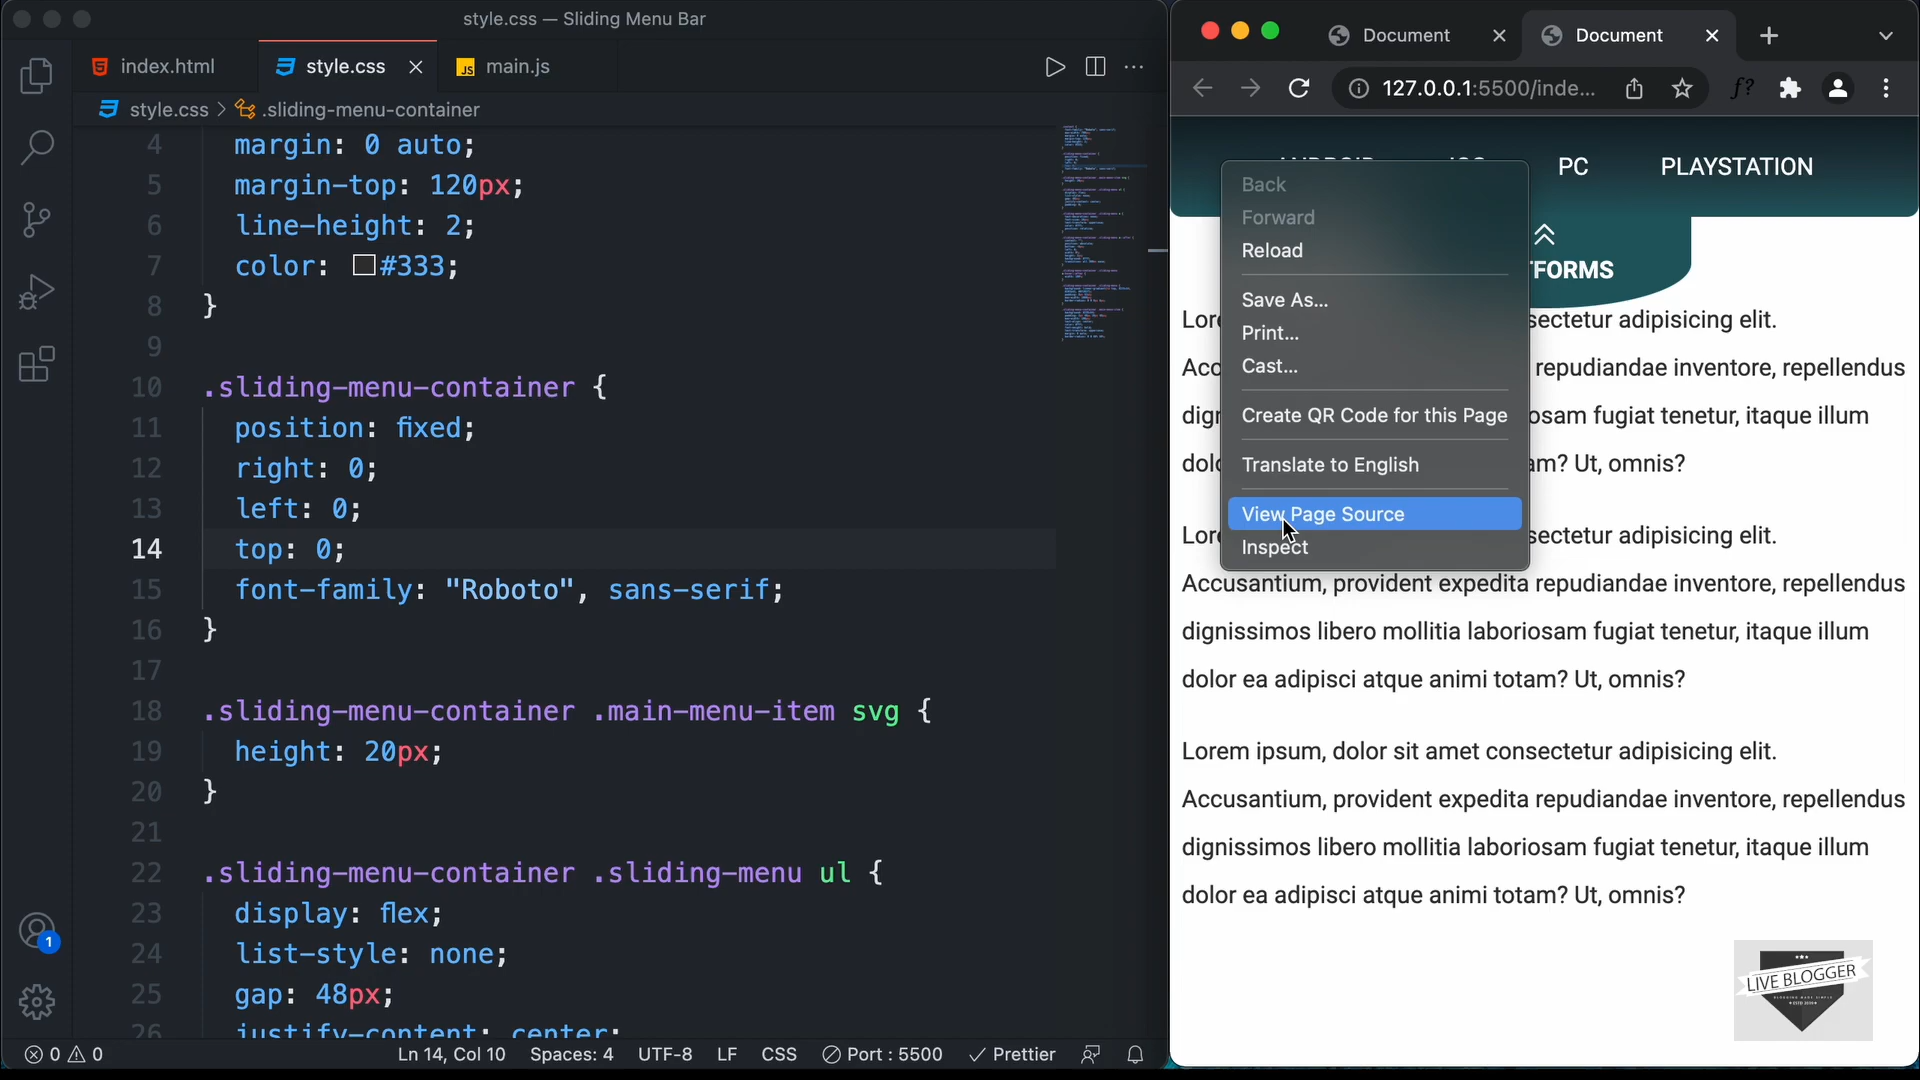 style.css — Sliding Menu Bar
index.html
style.css
main.js
style.css > .sliding-menu-container
4 margin: 0 auto;
5 margin-top: 120px;
6 line-height: 2;
7 color: #333;
8 }
9
10 .sliding-menu-container {
11 position: fixed;
12 right: 0;
13 left: 0;
14 top: 0;
15 font-family: "Roboto", sans-serif;
16 }
17
18 .sliding-menu-container .main-menu-item svg {
19 height: 20px;
20 }
21
22 .sliding-menu-container .sliding-menu ul {
23 display: flex;
24 list-style: none;
25 gap: 48px;
26 justify-content: center;
1
0 0 Ln 14, Col 10 Spaces: 4 UTF-8 LF CSS Port : 5500 Prettier
Document
Document
127.0.0.1:5500/inde...
f?
ANDROID IOS PC PLAYSTATION
TFORMS
Back
Forward
Reload
Save As...
Print...
Cast...
Create QR Code for this Page
Translate to English
View Page Source
Inspect
sectetur adipisicing elit.
repudiandae inventore, repellendus
osam fugiat tenetur, itaque illum
am? Ut, omnis?
sectetur adipisicing elit.
Accusantium, provident expedita repudiandae inventore, repellendus
dignissimos libero mollitia laboriosam fugiat tenetur, itaque illum
dolor ea adipisci atque animi totam? Ut, omnis?
Lorem ipsum, dolor sit amet consectetur adipisicing elit.
Accusantium, provident expedita repudiandae inventore, repellendus
dignissimos libero mollitia laboriosam fugiat tenetur, itaque illum
dolor ea adipisci atque animi totam? Ut, omnis?
LIVE BLOGGER